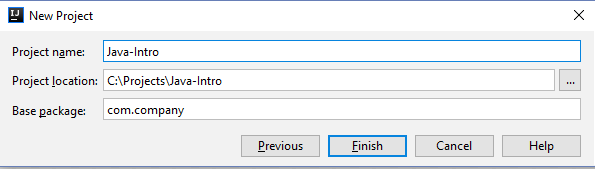 IJ New Project
Project name: Java-Intro
Project location: C:\Projects\Java-Intro ...
Base package: com.company
Previous Finish Cancel Help